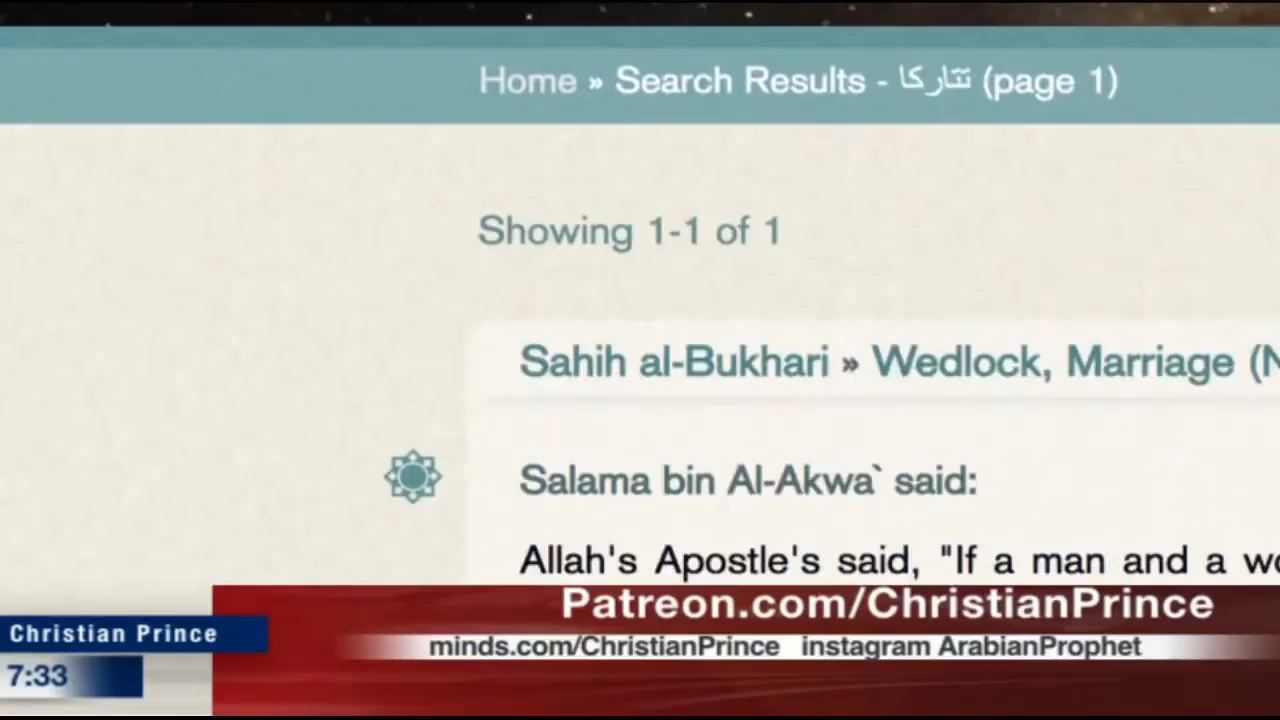 Home » Search Results - تتاركا (page 1)
Showing 1-1 of 1
Sahih al-Bukhari » Wedlock, Marriage (N
Salama bin Al-Akwa` said:
Allah's Apostle's said, "If a man and a wo
Patreon.com/ChristianPrince
Christian Prince
minds.com/ChristianPrince instagram ArabianProphet
7:33